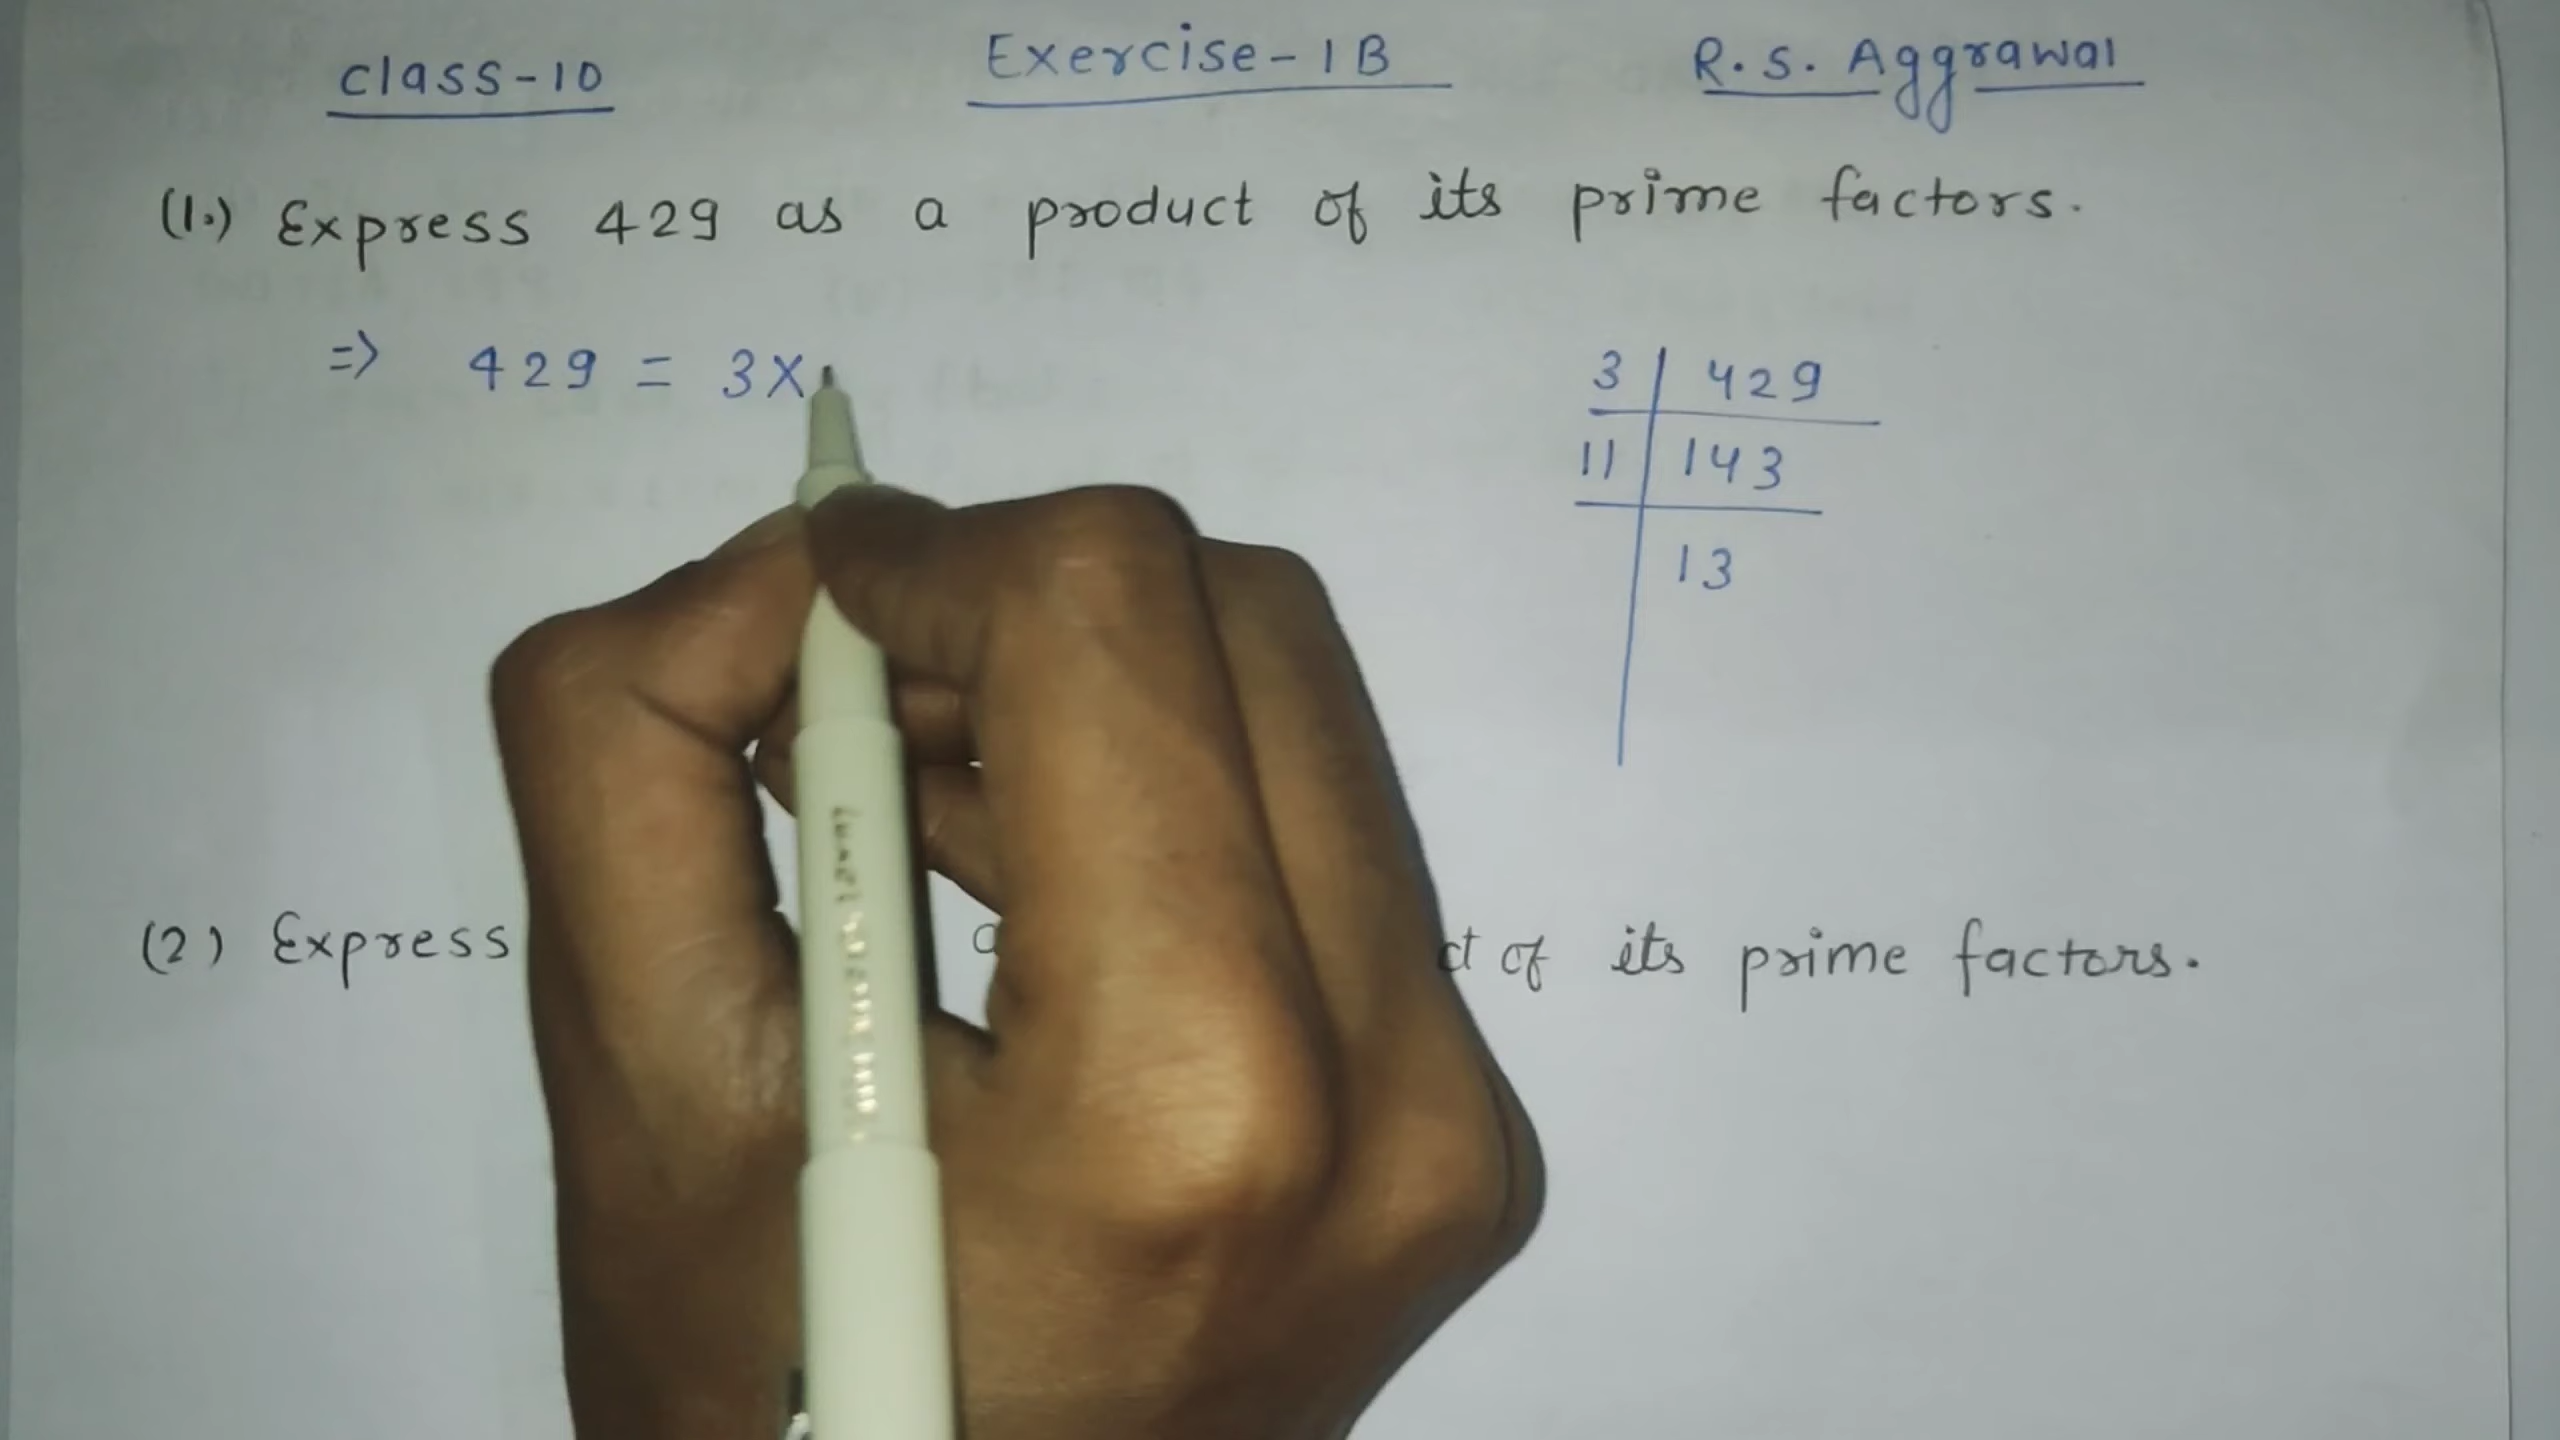 Class-10 Exercise-1B R.S. Aggrawal
(1.) Express 429 as a product of its prime factors.
=> 429 = 3x
3 | 429
11 | 143
13
(2) Express of its prime factors.